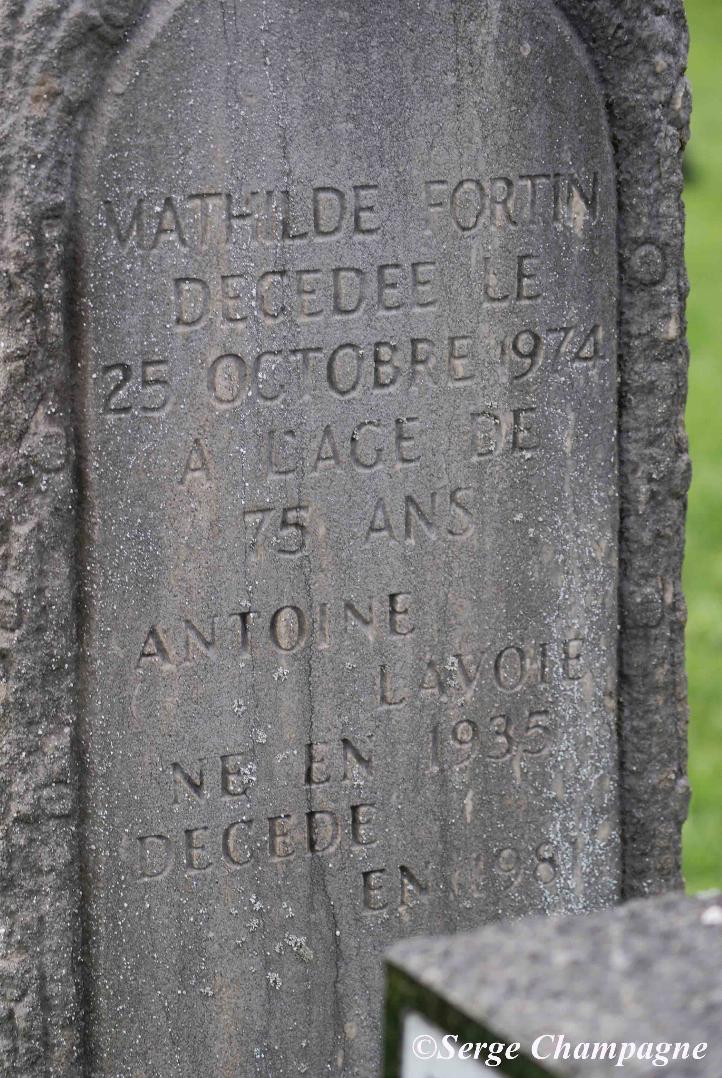 MATHILDE FORTIN
DECEDEE LE
25 OCTOBRE 1974
A L'AGE DE
75 ANS
ANTOINE
LAVOIE
NE EN 1935
DECEDE
EN
©Serge Champagne